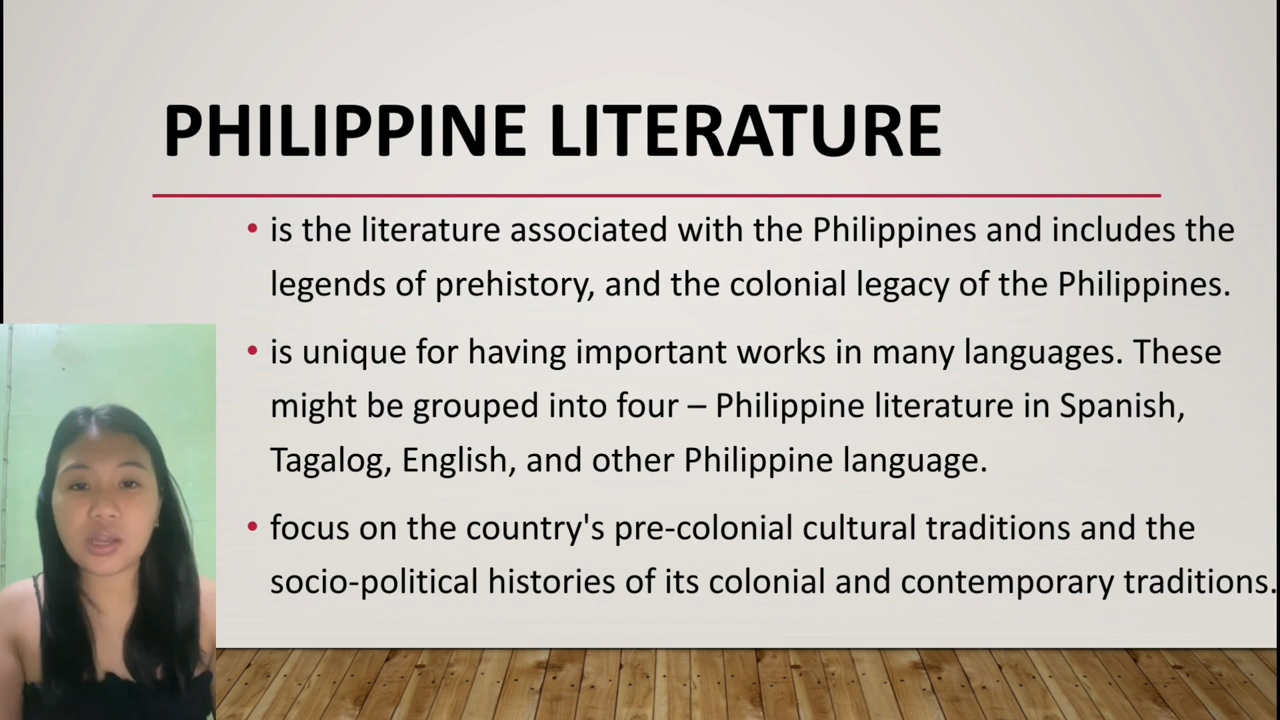 PHILIPPINE LITERATURE
• is the literature associated with the Philippines and includes the
legends of prehistory, and the colonial legacy of the Philippines.
• is unique for having important works in many languages. These
might be grouped into four – Philippine literature in Spanish,
Tagalog, English, and other Philippine language.
• focus on the country's pre-colonial cultural traditions and the
socio-political histories of its colonial and contemporary traditions.